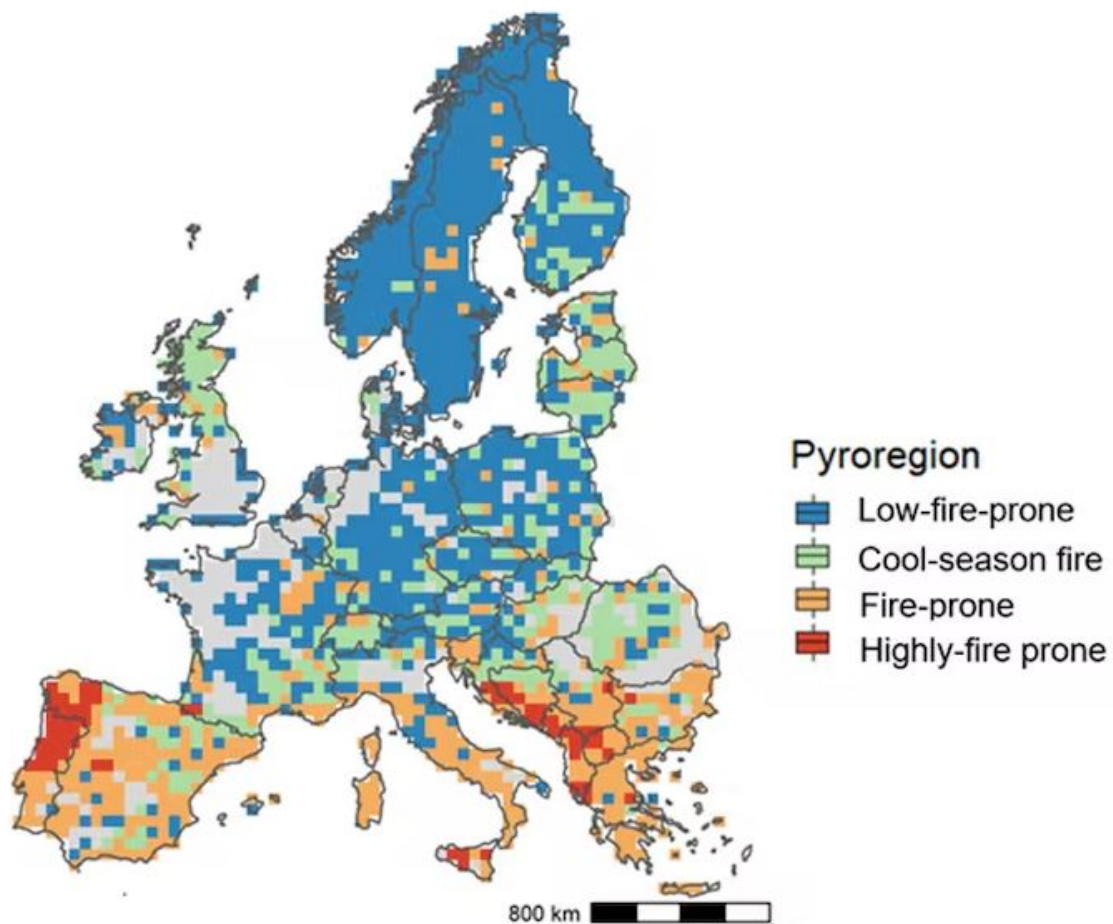 Pyroregion
Low-fire-prone
Cool-season fire
Fire-prone
Highly-fire prone
800 km